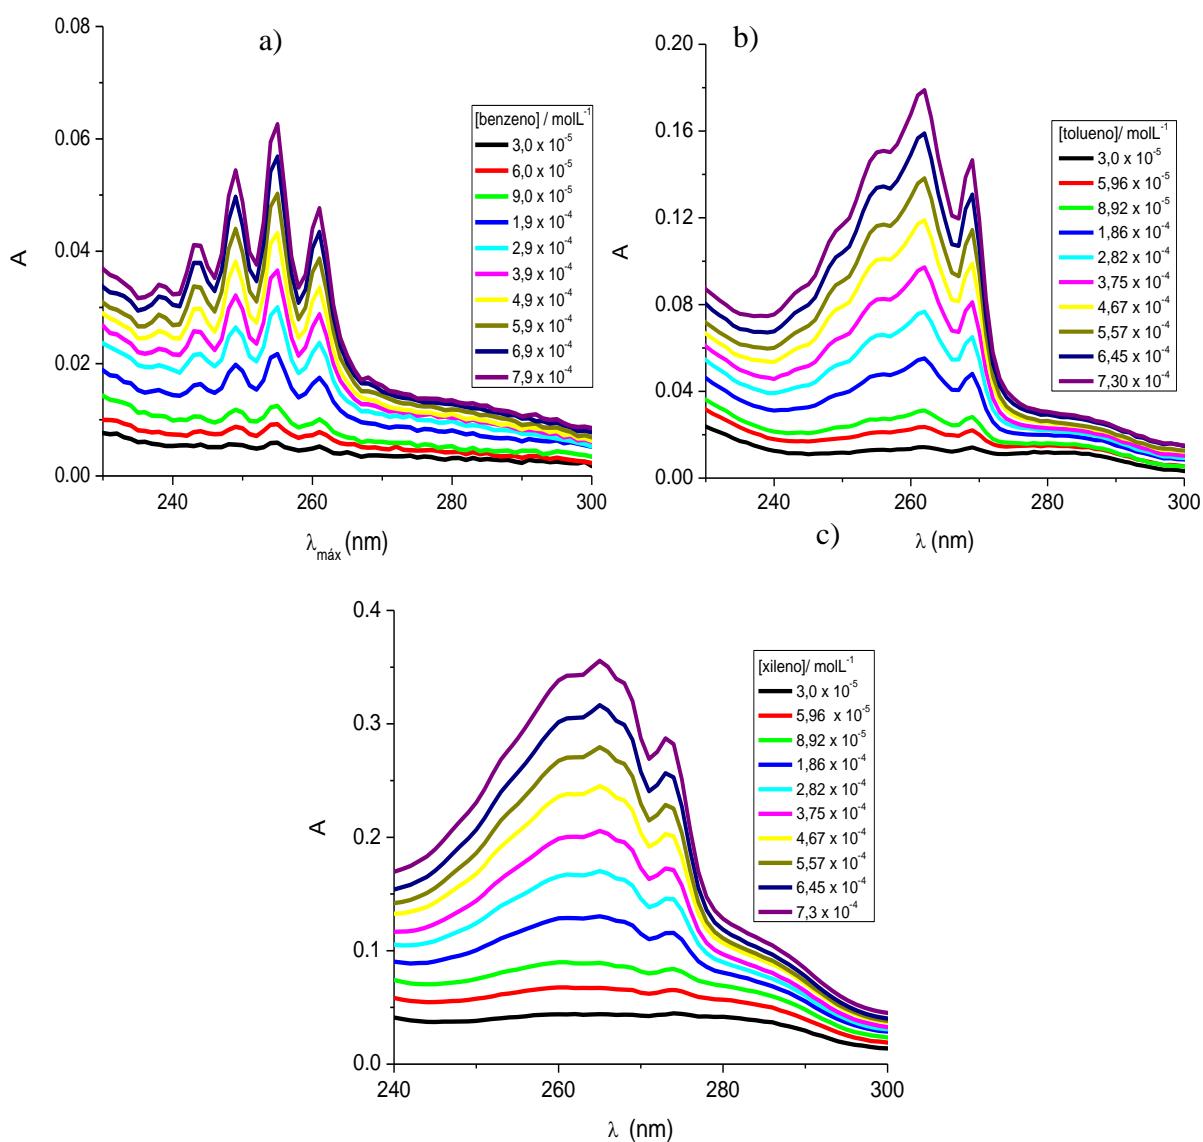 a)
0.08
0.06
0.04
0.02
0.00
A
240
260
280
300
λmáx (nm)
[benzeno] / molL-1
3,0 x 10-5
6,0 x 10-5
9,0 x 10-5
1,9 x 10-4
2,9 x 10-4
3,9 x 10-4
4,9 x 10-4
5,9 x 10-4
6,9 x 10-4
7,9 x 10-4
b)
0.20
0.16
0.12
0.08
0.04
0.00
A
240
260
280
300
λ (nm)
[tolueno]/ molL-1
3,0 x 10-5
5,96 x 10-5
8,92 x 10-5
1,86 x 10-4
2,82 x 10-4
3,75 x 10-4
4,67 x 10-4
5,57 x 10-4
6,45 x 10-4
7,30 x 10-4
c)
0.4
0.3
0.2
0.1
0.0
A
240
260
280
300
λ (nm)
[xileno]/ molL-1
3,0 x 10-5
5,96 x 10-5
8,92 x 10-5
1,86 x 10-4
2,82 x 10-4
3,75 x 10-4
4,67 x 10-4
5,57 x 10-4
6,45 x 10-4
7,3 x 10-4